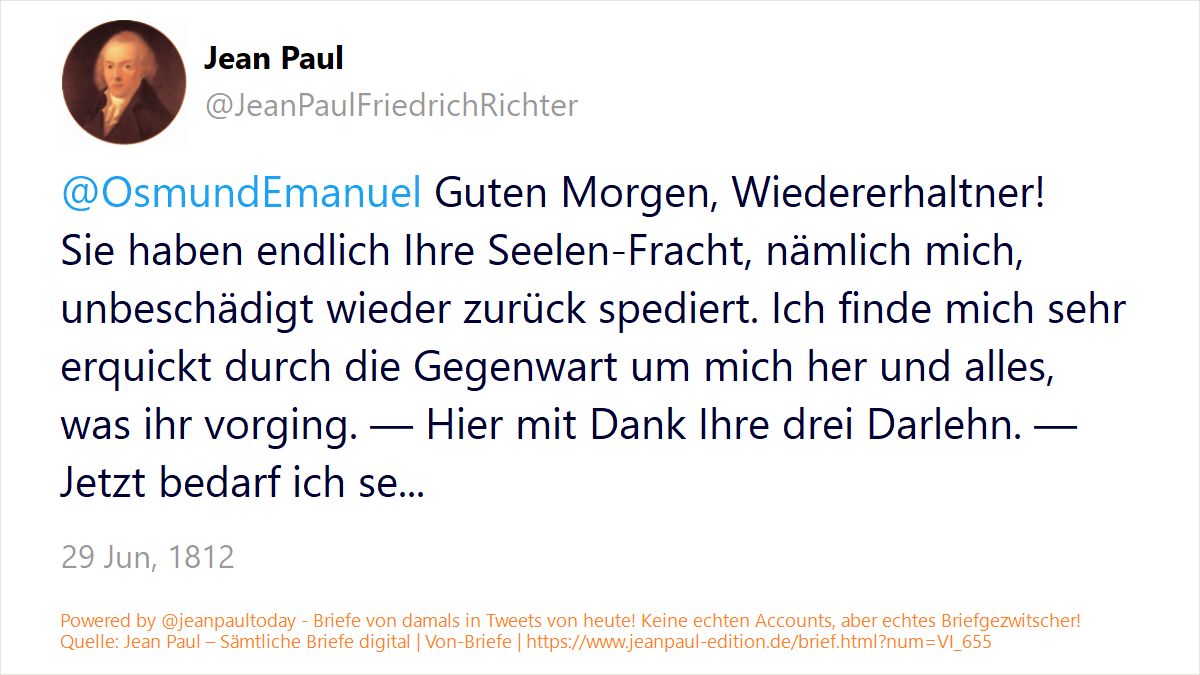 Jean Paul
@JeanPaulFriedrichRichter
@OsmundEmanuel Guten Morgen, Wiedererhaltner!
Sie haben endlich Ihre Seelen-Fracht, nämlich mich,
unbeschädigt wieder zurück spediert. Ich finde mich sehr
erquickt durch die Gegenwart um mich her und alles,
was ihr vorging. — Hier mit Dank Ihre drei Darlehn. —
Jetzt bedarf ich se...
29 Jun, 1812
Powered by @jeanpaultoday - Briefe von damals in Tweets von heute! Keine echten Accounts, aber echtes Briefgezwitscher!
Quelle: Jean Paul – Sämtliche Briefe digital | Von-Briefe | https://www.jeanpaul-edition.de/brief.html?num=VI_655